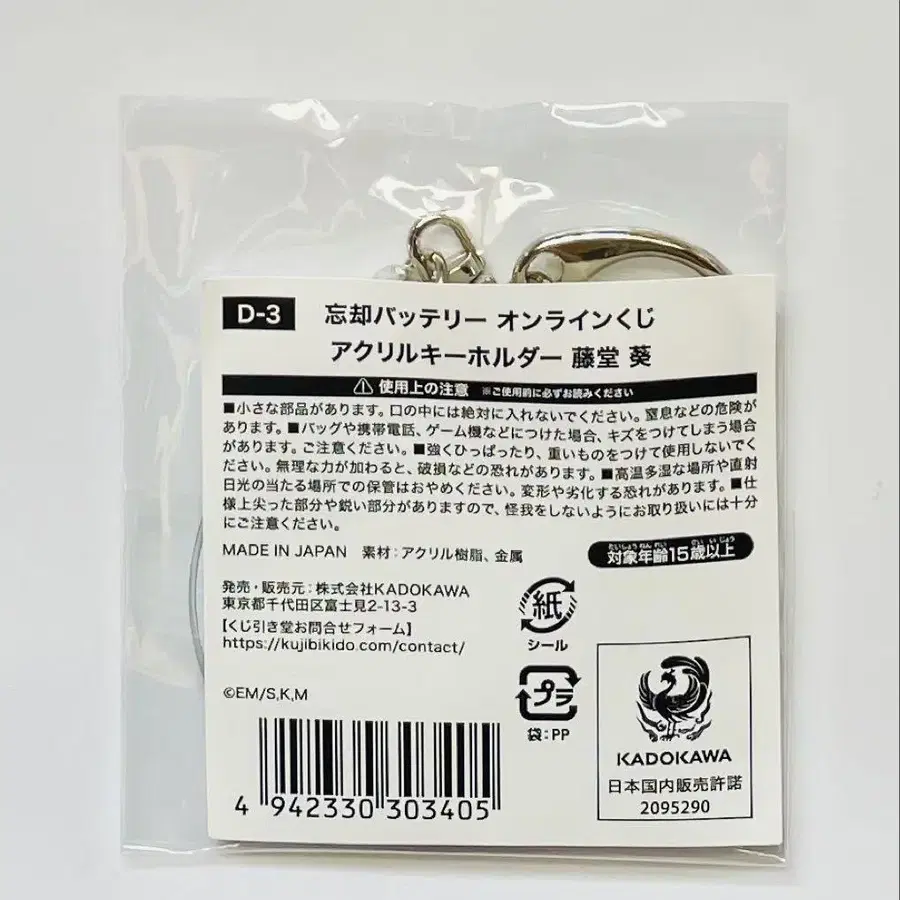 D-3 忘却バッテリー オンラインくじ
アクリルキーホルダー 藤堂 葵
⚠ 使用上の注意 ※ご使用前に必ずお読みください
■小さな部品があります。口の中には絶対に入れないでください。窒息などの危険が
あります。■バッグや携帯電話、ゲーム機などにつけた場合、キズをつけてしまう場合
があります。ご注意ください。■強くひっぱったり、重いものをつけて使用しないでく
ださい。無理な力が加わると、破損などの恐れがあります。■高温多湿な場所や直射
日光の当たる場所での保管はおやめください。変形や劣化する恐れがあります。■仕
様上尖った部分や鋭い部分がありますので、怪我をしないようにお取り扱いには十分
にご注意ください。
MADE IN JAPAN 素材：アクリル樹脂、金属
たいしょうねんれい さい いじょう
対象年齢15歳以上
発売・販売元：株式会社KADOKAWA
東京都千代田区富士見2-13-3
【くじ引き堂お問合せフォーム】
https://kujibikido.com/contact/
紙
シール
©EM/S,K,M
プラ
袋：PP
4 942330 303405
KADOKAWA
日本国内販売許諾
2095290